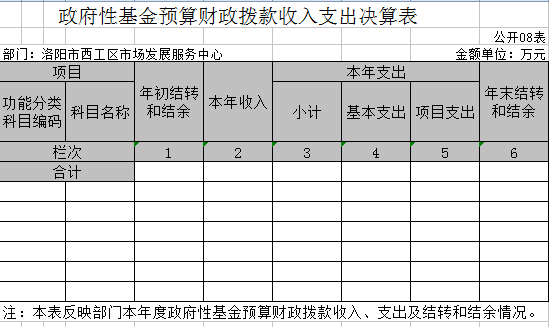 政府性基金预算财政拨款收入支出决算表
公开08表
部门：洛阳市西工区市场发展服务中心 金额单位：万元
项目 年初结转和结余 本年收入 本年支出 年末结转和结余
功能分类科目编码 科目名称 小计 基本支出 项目支出
栏次 1 2 3 4 5 6
合计
注：本表反映部门本年度政府性基金预算财政拨款收入、支出及结转和结余情况。